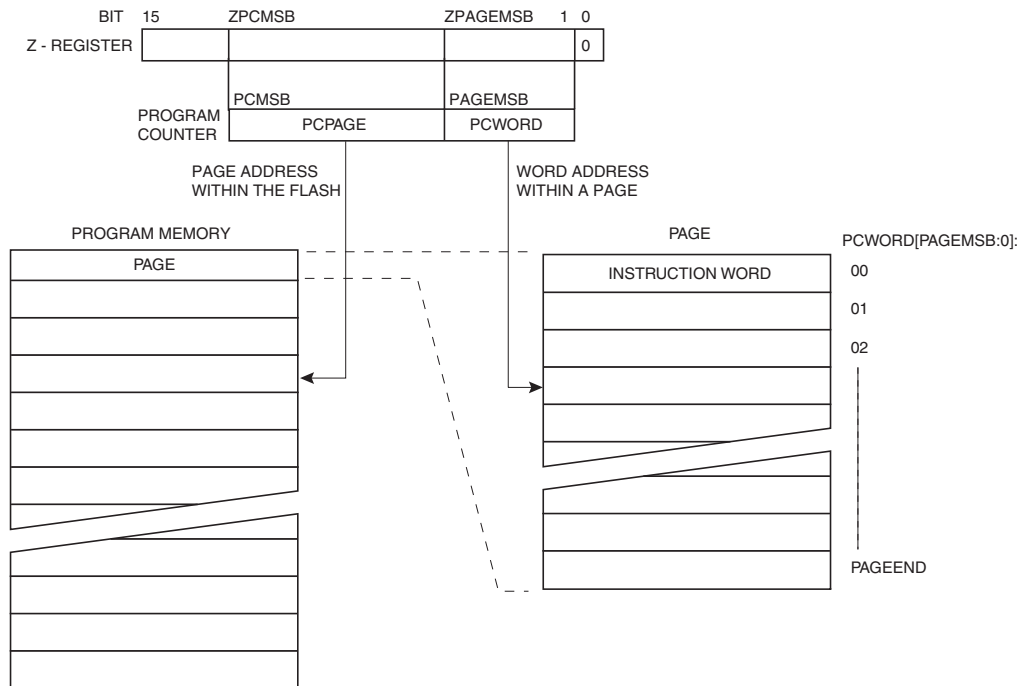 BIT 15 ZPCMSB ZPAGEMSB 1 0
Z - REGISTER 0
PCMSB PAGEMSB
PROGRAM
COUNTER
PCPAGE PCWORD
PAGE ADDRESS
WITHIN THE FLASH
WORD ADDRESS
WITHIN A PAGE
PROGRAM MEMORY
PAGE
PAGE
INSTRUCTION WORD
PCWORD[PAGEMSB:0]:
00
01
02
PAGEEND